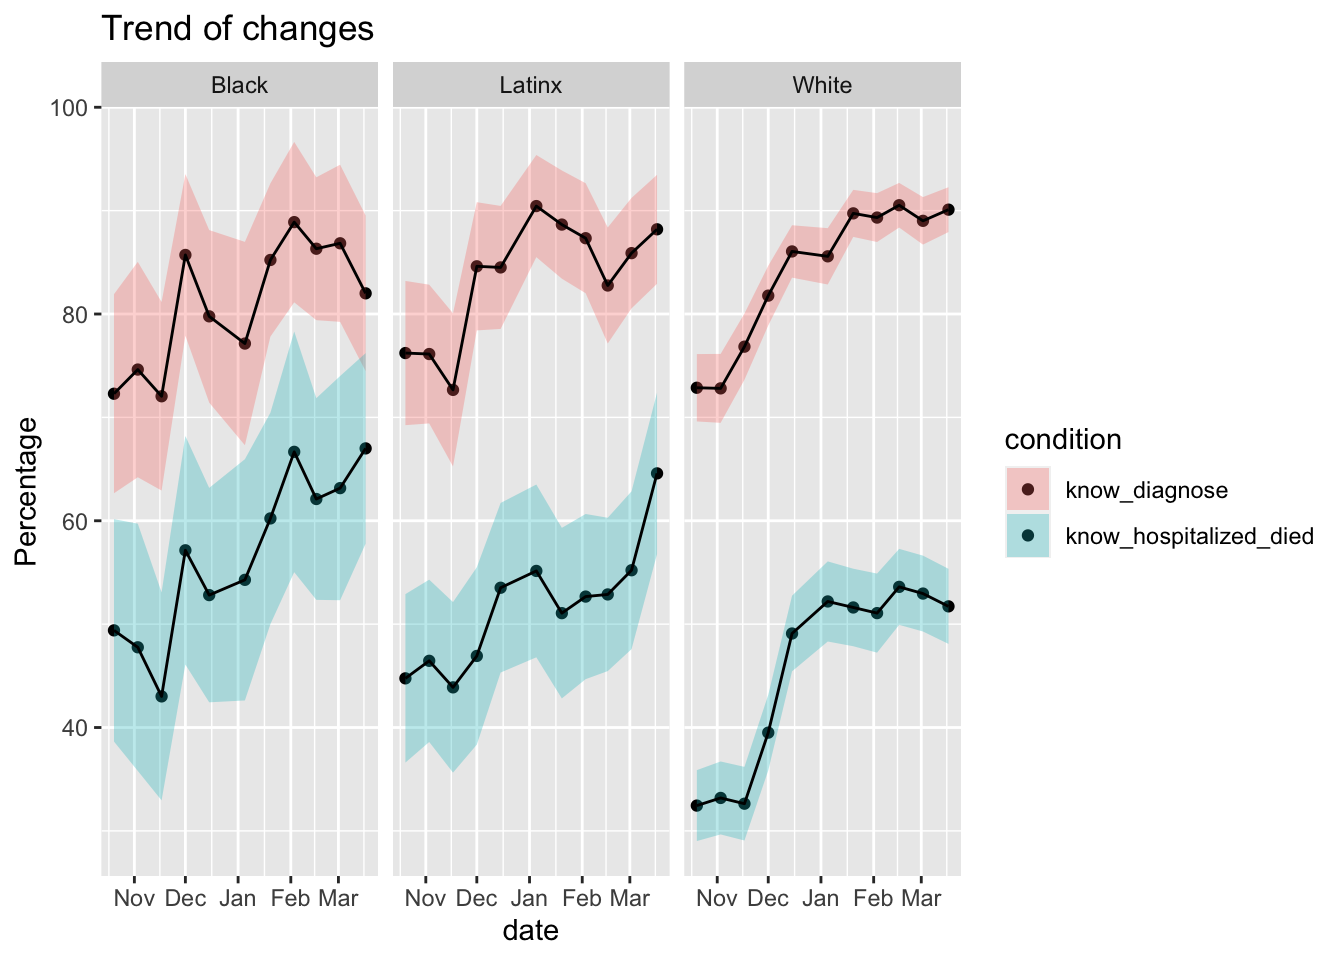 Trend of changes
Black Latinx White
100
80
60
40
Percentage
Nov Dec Jan Feb Mar Nov Dec Jan Feb Mar Nov Dec Jan Feb Mar
date
condition
know_diagnose
know_hospitalized_died